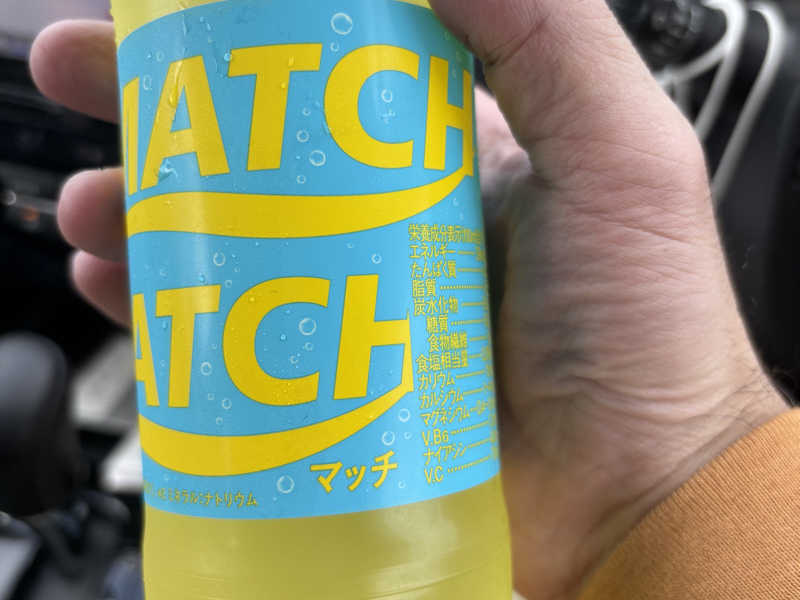 MATCH
ATCH
マッチ
栄養成分表示
エネルギー
たんぱく質
脂質
炭水化物
糖質
食物繊維
食塩相当量
カリウム
カルシウム
マグネシウム
V.B6
ナイアシン
V.C
ミネラル:ナトリウム